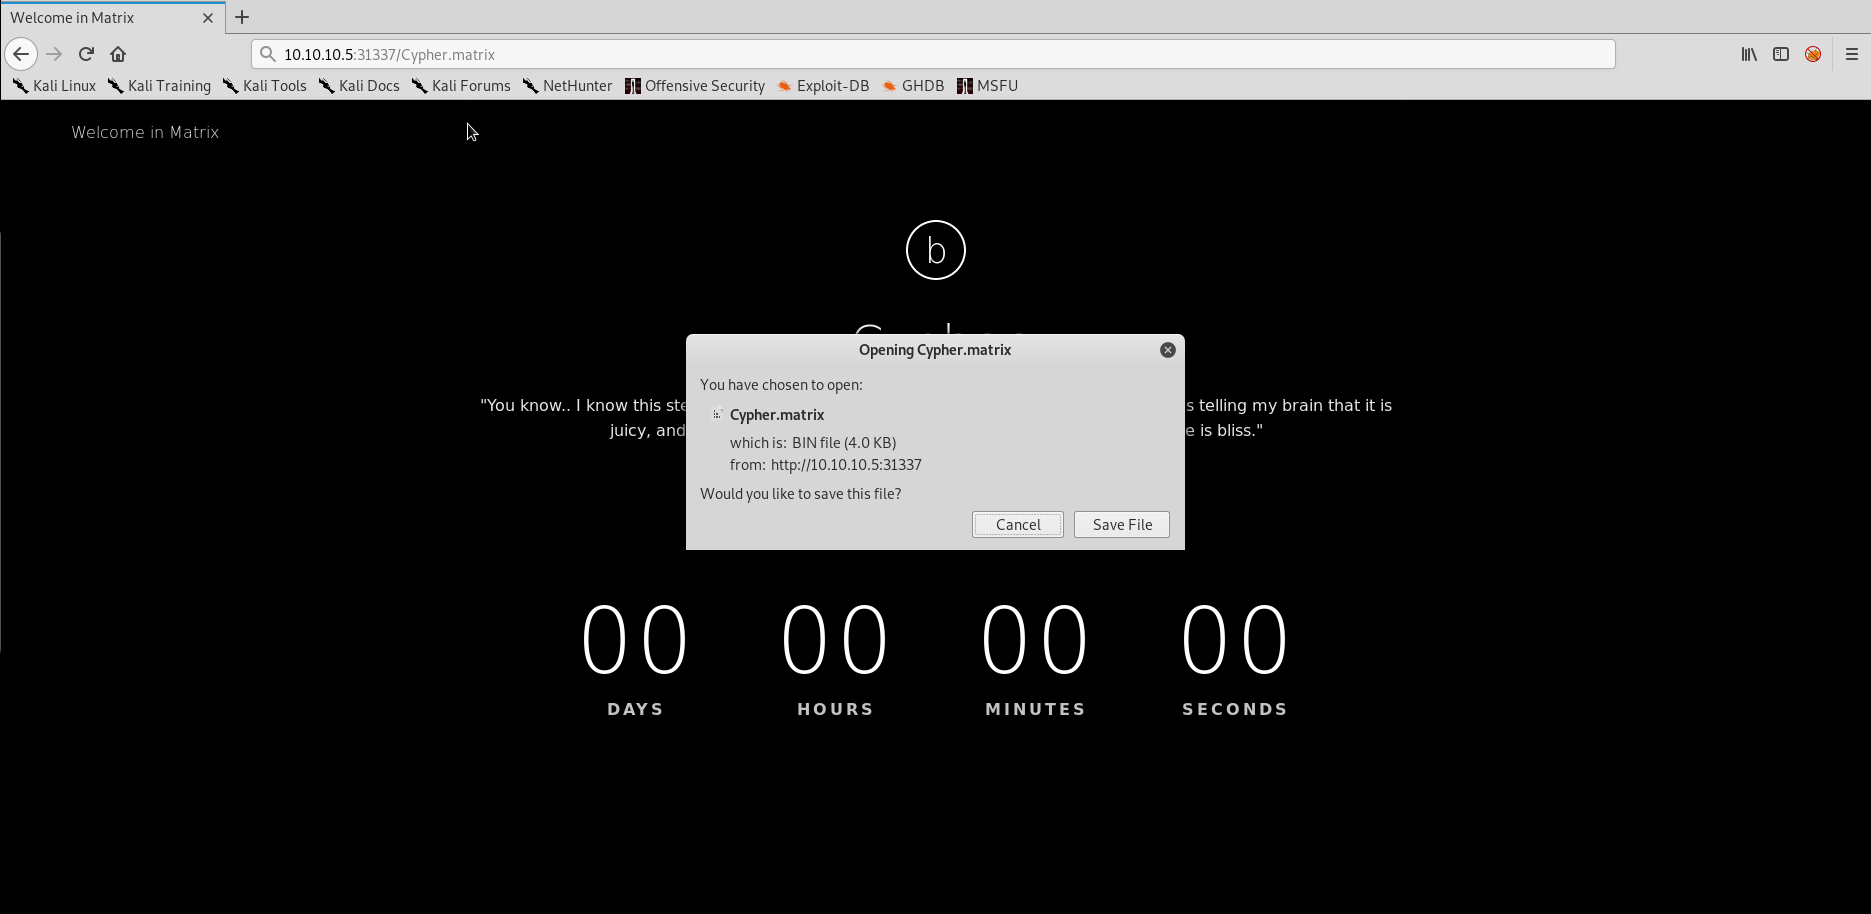 Welcome in Matrix
10.10.10.5:31337/Cypher.matrix
Kali Linux Kali Training Kali Tools Kali Docs Kali Forums NetHunter Offensive Security Exploit-DB GHDB MSFU
Welcome in Matrix
b
Opening Cypher.matrix
You have chosen to open:
Cypher.matrix
which is: BIN file (4.0 KB)
from: http://10.10.10.5:31337
Would you like to save this file?
Cancel Save File
"You know.. I know this telling my brain that it is
juicy, and is bliss."
00 00 00 00
DAYS HOURS MINUTES SECONDS